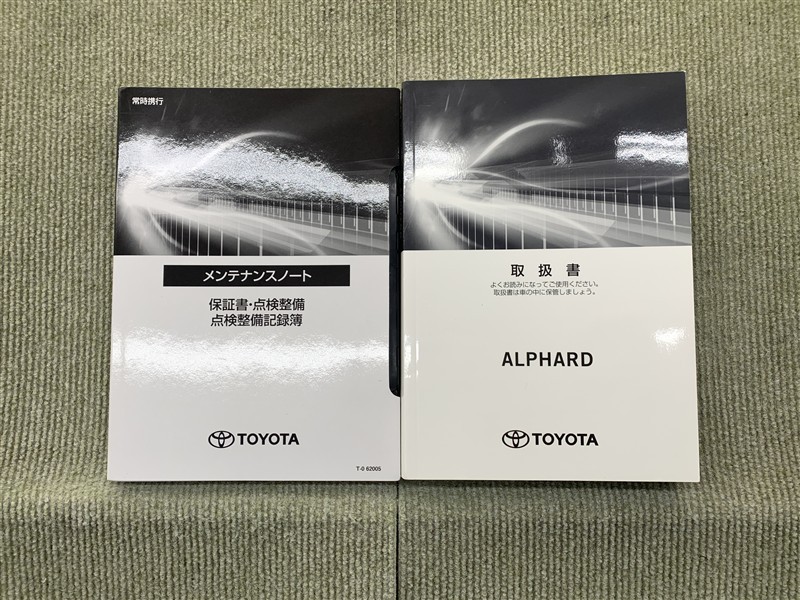 常時携行
メンテナンスノート
保証書・点検整備
点検整備記録簿
TOYOTA
T-0 62005
取扱書
よくお読みになってご使用ください。
取扱書は車の中に保管しましょう。
ALPHARD
TOYOTA